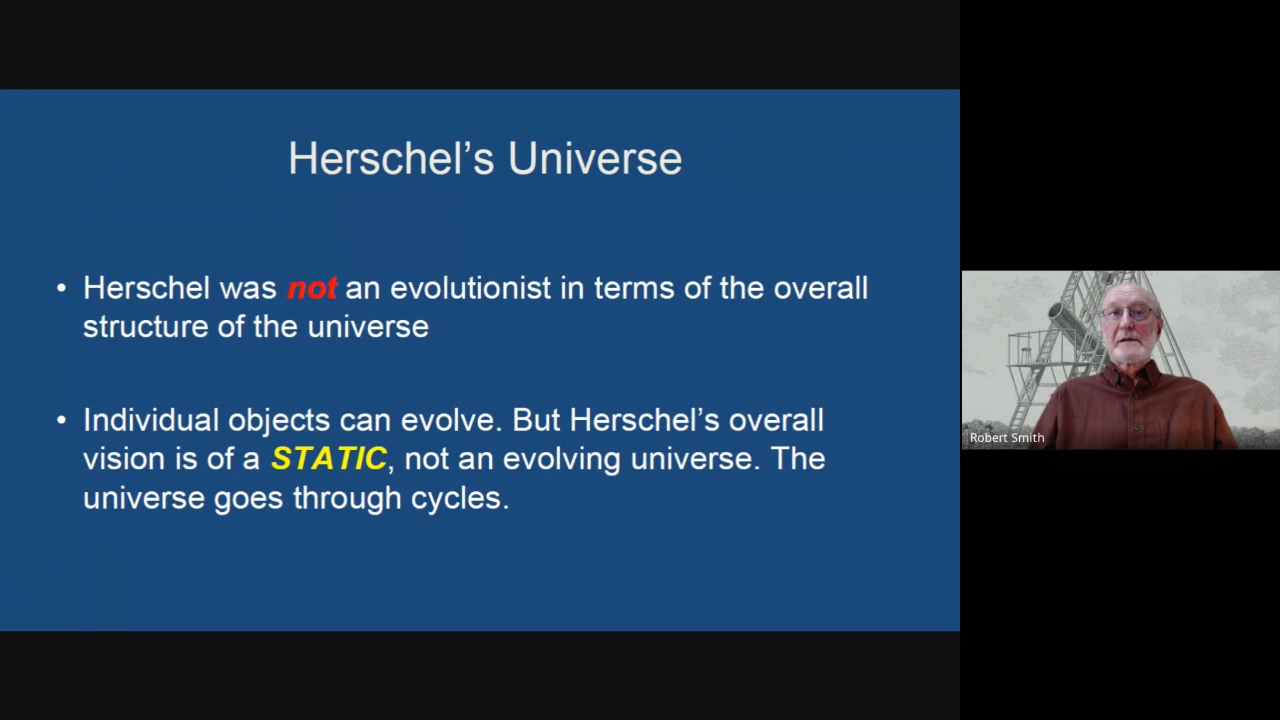 Herschel’s Universe
• Herschel was not an evolutionist in terms of the overall
structure of the universe
• Individual objects can evolve. But Herschel’s overall
vision is of a STATIC, not an evolving universe. The
universe goes through cycles.
Robert Smith